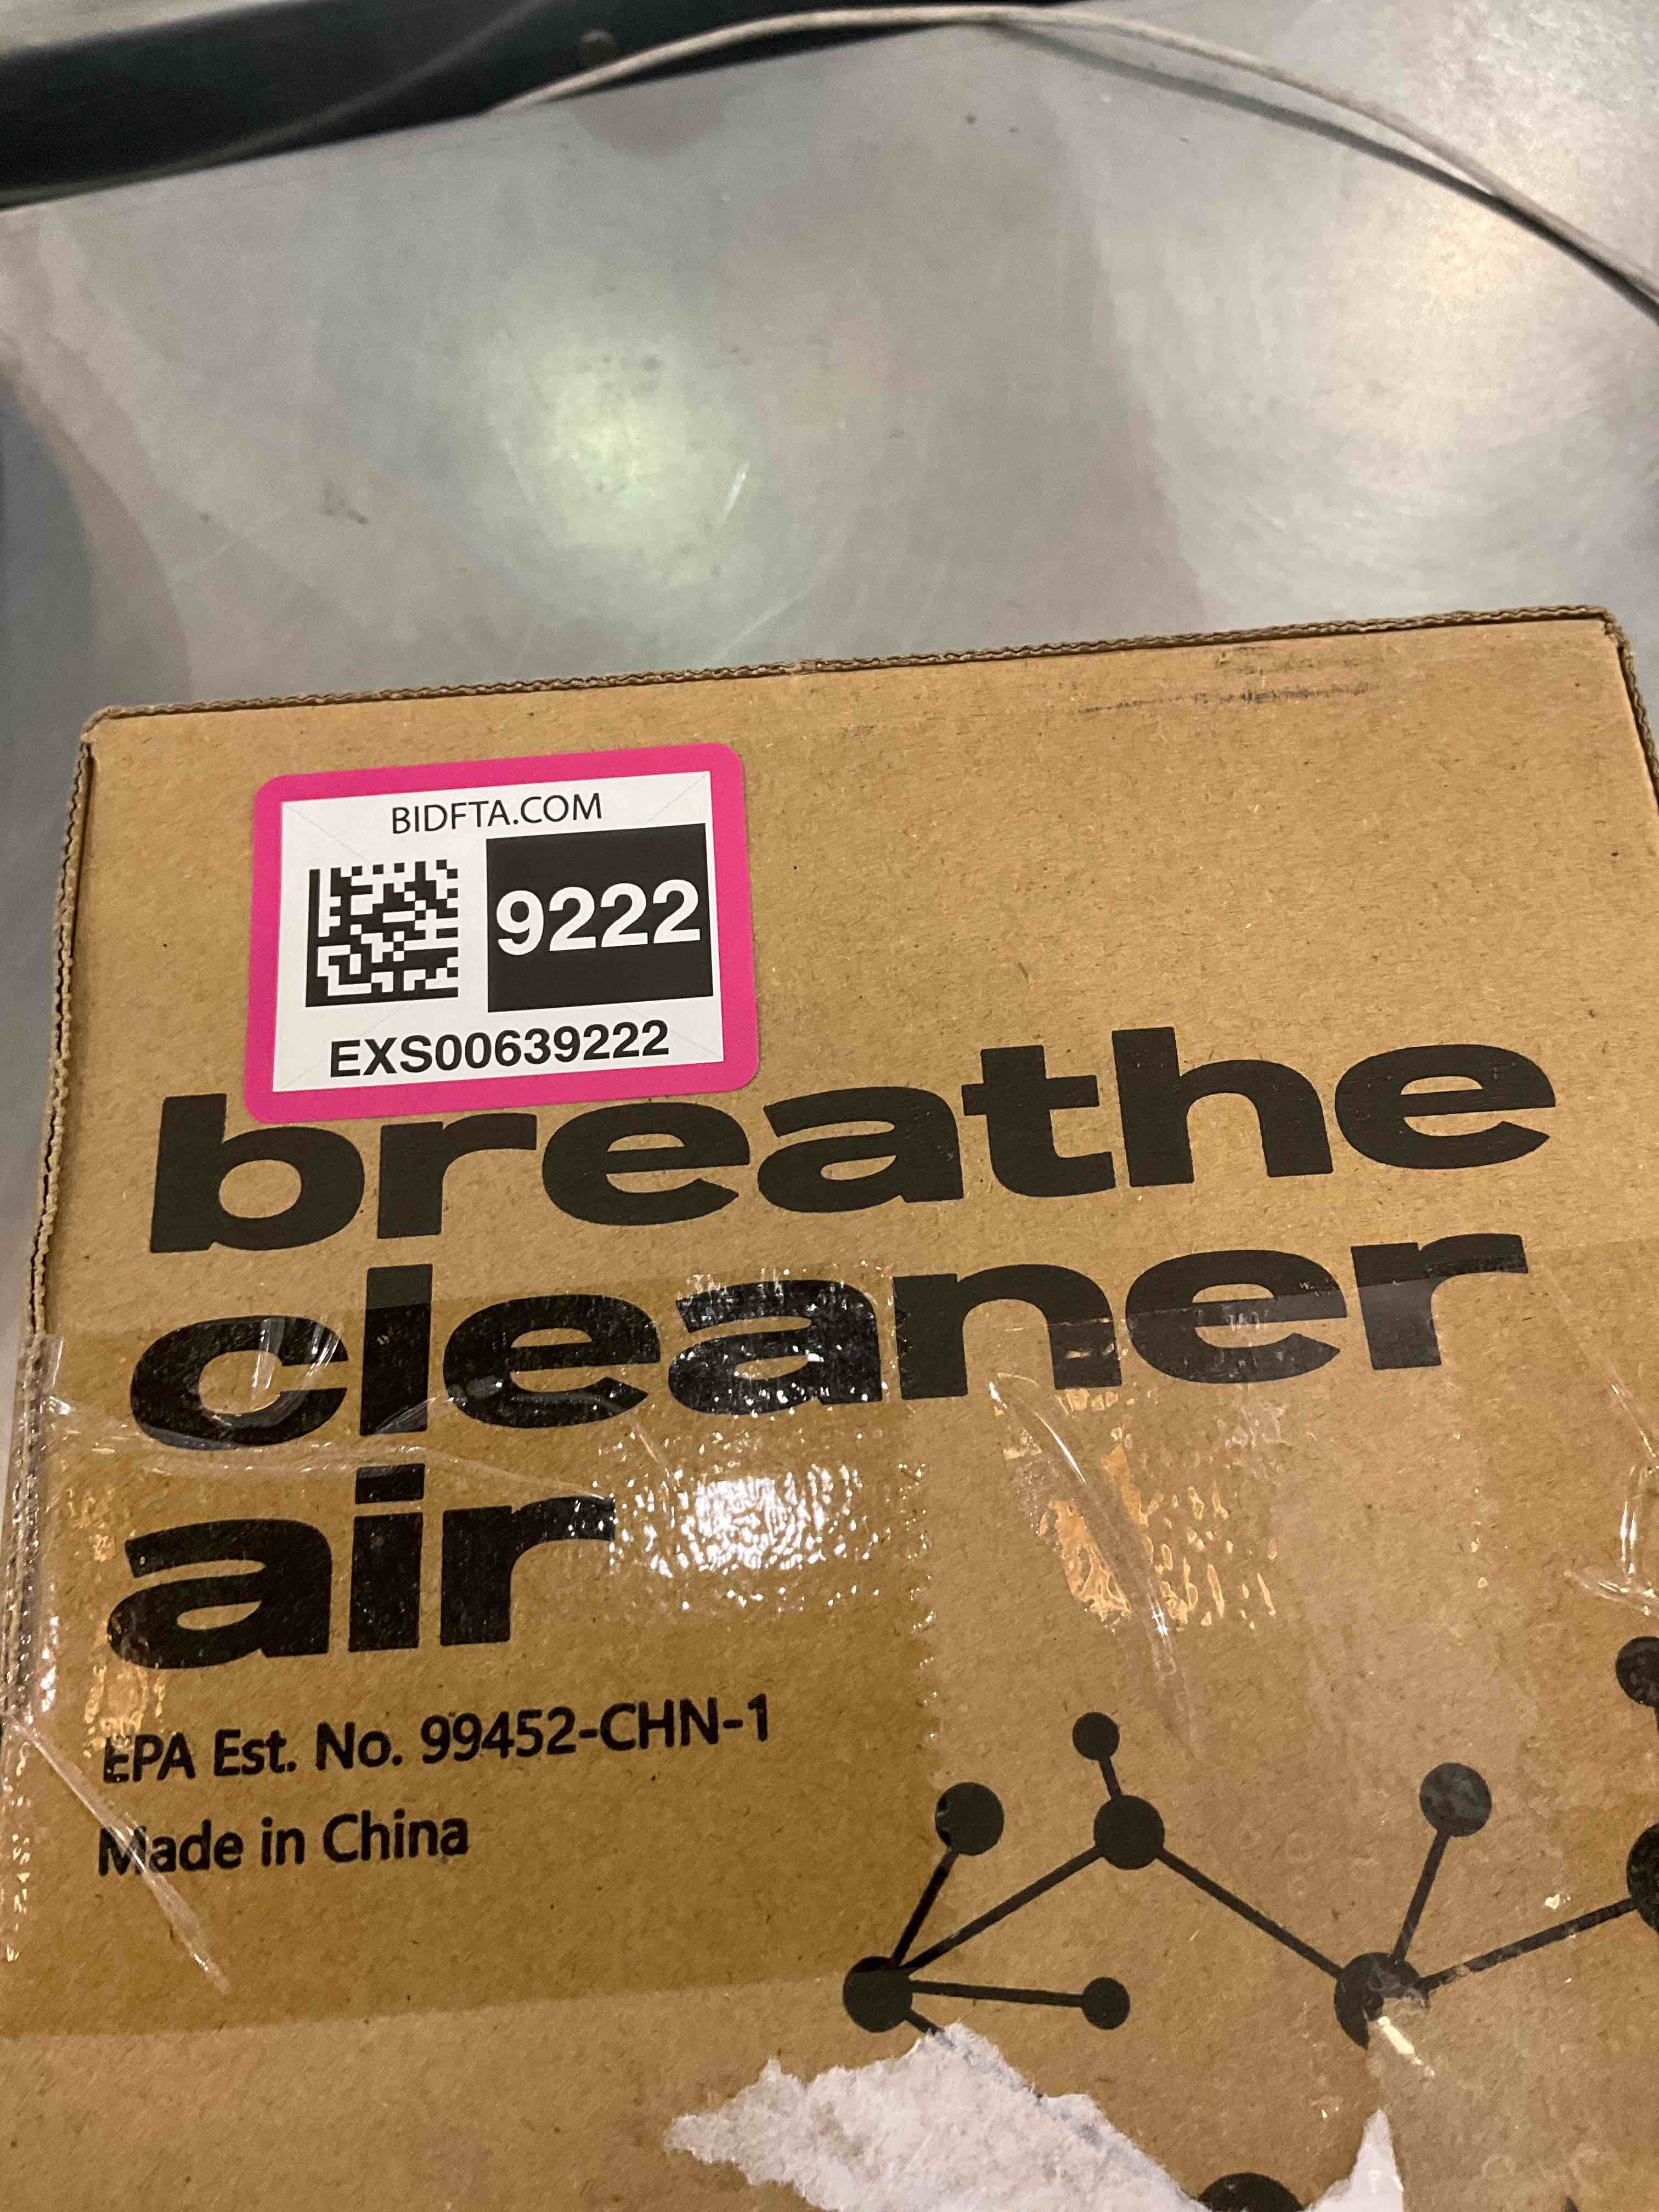 BIDFTA.COM
9222
EXS00639222
breathe
cleaner
air
EPA Est. No. 99452-CHN-1
Made in China